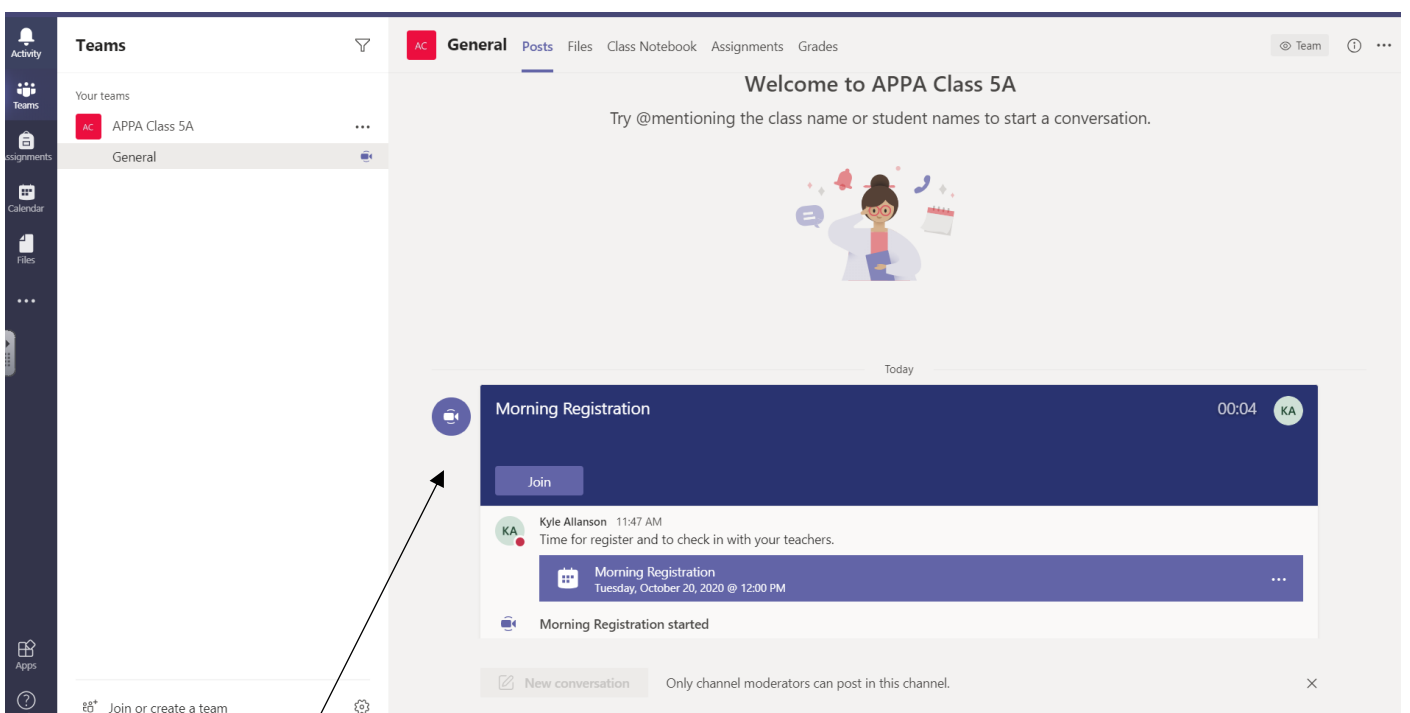 Activity
Teams
Assignments
Calendar
Files
Apps
Teams
Your teams
AC APPA Class 5A
General
Join or create a team
AC General Posts Files Class Notebook Assignments Grades
Team
Welcome to APPA Class 5A
Try @mentioning the class name or student names to start a conversation.
Today
Morning Registration 00:04 KA
Join
KA Kyle Allanson 11:47 AM
Time for register and to check in with your teachers.
Morning Registration
Tuesday, October 20, 2020 @ 12:00 PM
Morning Registration started
New conversation Only channel moderators can post in this channel.